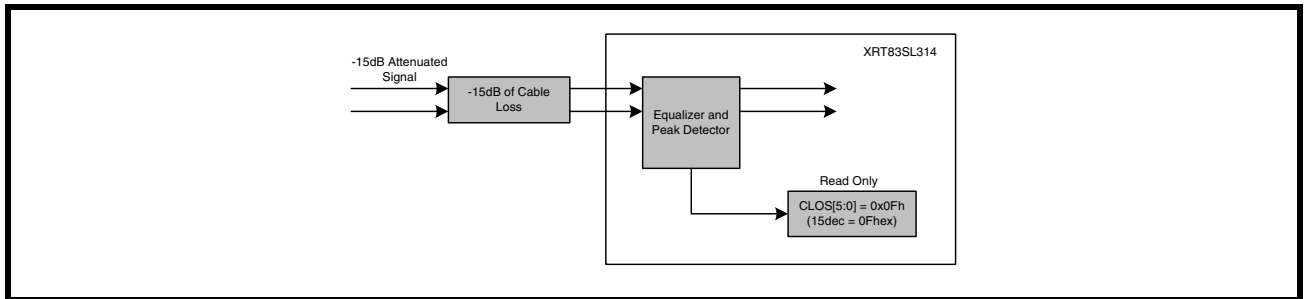 XRT83SL314
-15dB Attenuated
Signal
-15dB of Cable
Loss
Equalizer and
Peak Detector
Read Only
CLOS[5:0] = 0x0Fh
(15dec = 0Fhex)